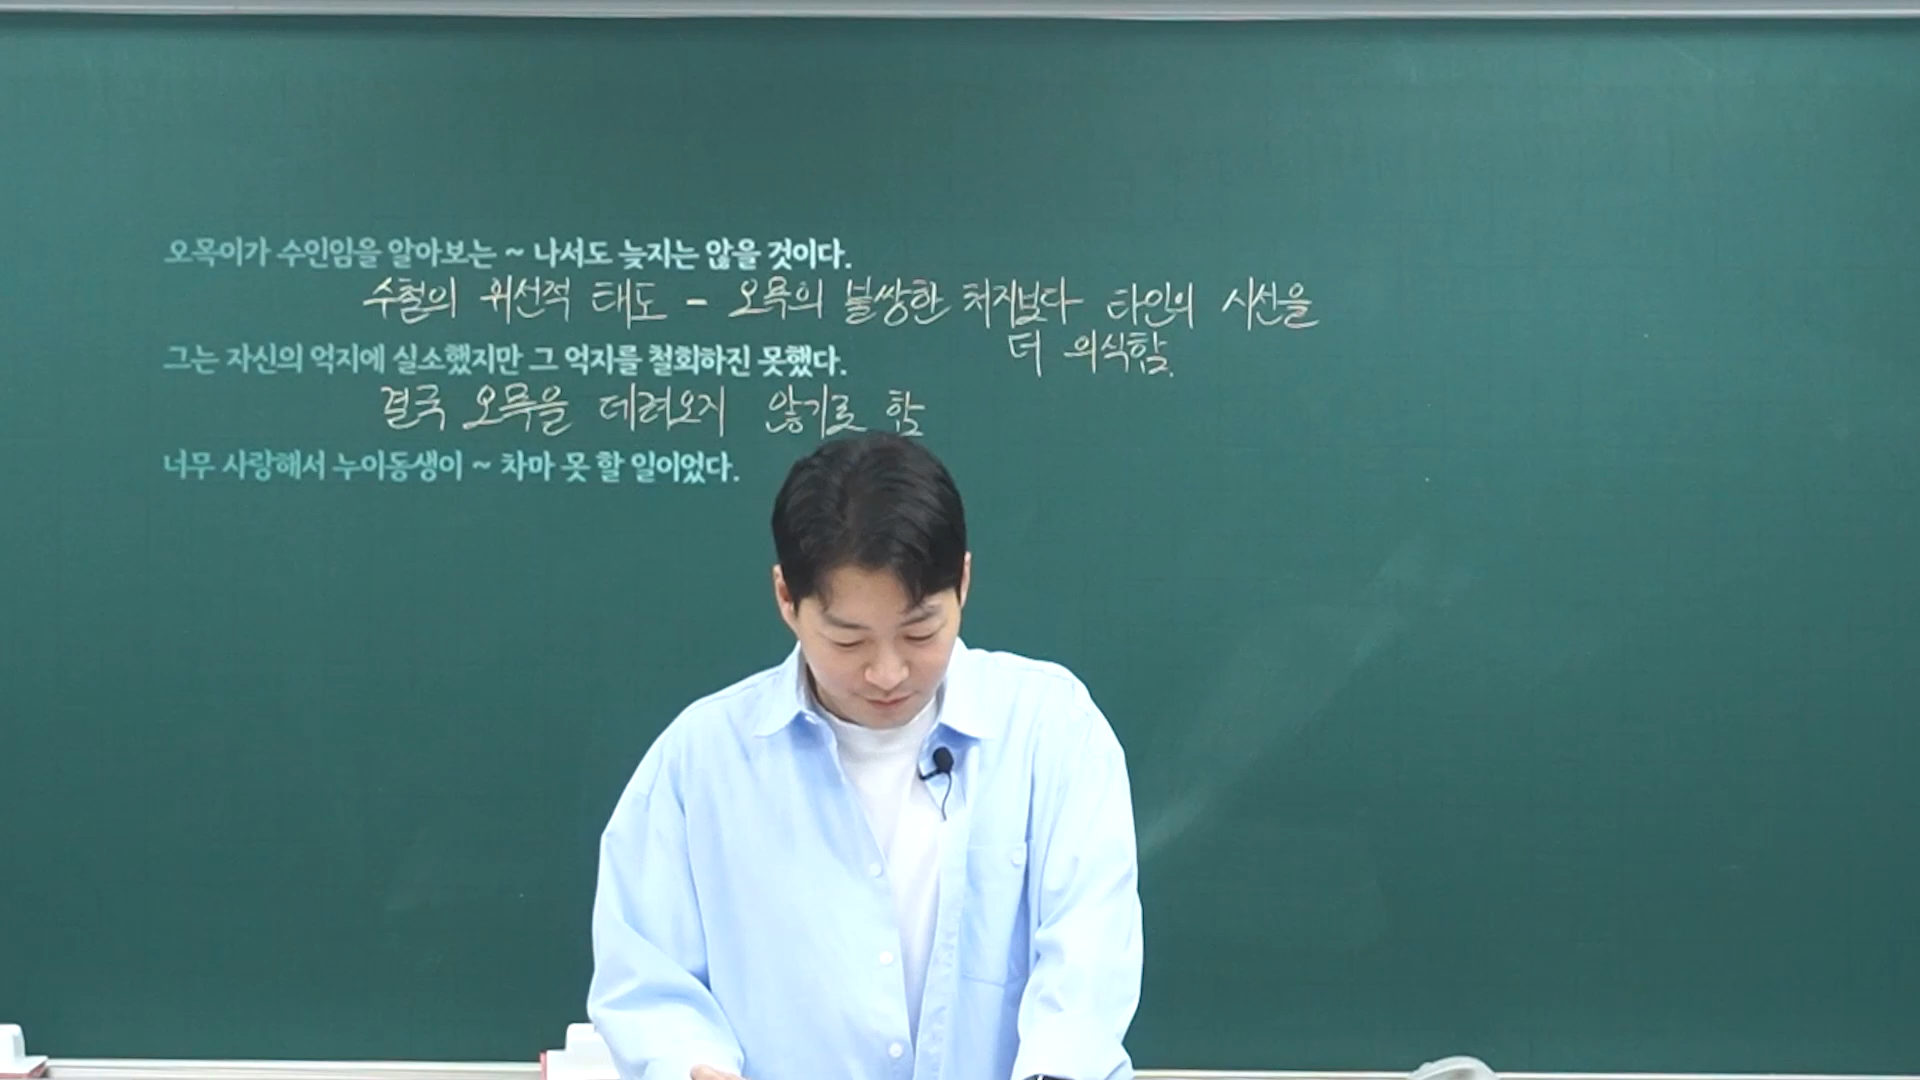 오목이가 수인임을 알아보는 ~ 나서도 늦지는 않을 것이다.
수철의 위선적 태도 - 오목의 불쌍한 처지보다 타인의 시선을
더 의식함.
그는 자신의 억지에 실소했지만 그 억지를 철회하진 못했다.
결국 오목을 데려오지 않기로 함
너무 사랑해서 누이동생이 ~ 차마 못 할 일이었다.